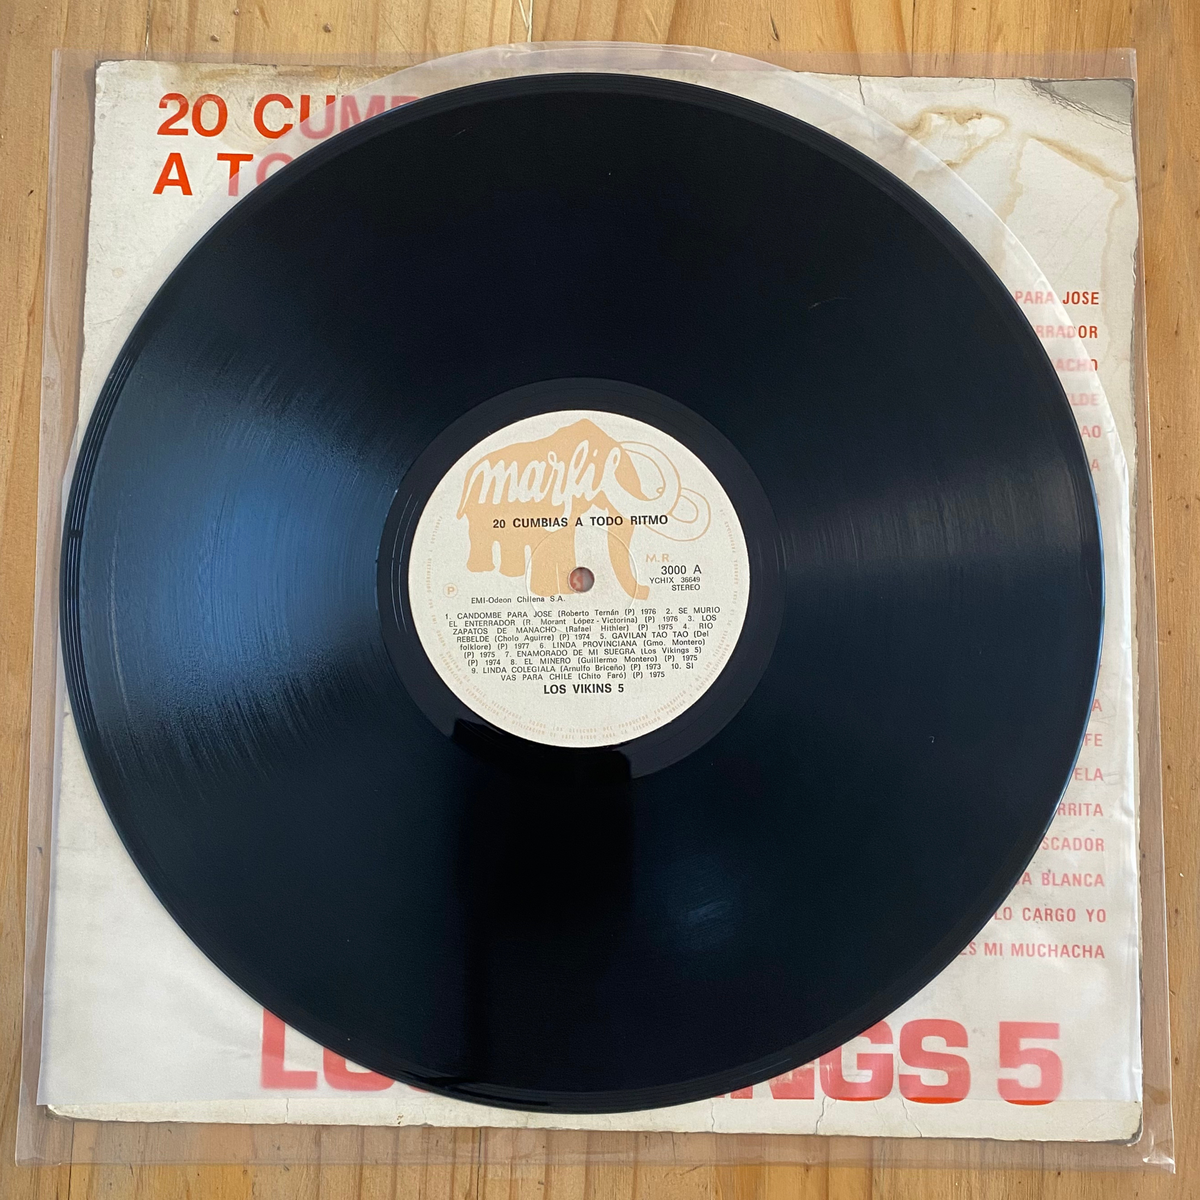 20 CUMB
A TO
PARA JOSE
RRADOR
ACHO
LDE
AO
A
marfil
20 CUMBIAS A TODO RITMO
M.R.
3000 A
YCHIX 36649
STEREO
P
EMI-Odeon Chilena S.A.
1. CANDOMBE PARA JOSE (Roberto Ternán (P) 1976 2. SE MURIO
EL ENTERRADOR (R. Morant López - Victorina) (P) 1976 3. LOS
ZAPATOS DE MANACHO (Rafael Hithler) (P) 1975 4. RIO
REBELDE (Cholo Aguirre) (P) 1974 5. GAVILAN TAO TAO (Del
folklore) (P) 1977 6. LINDA PROVINCIANA (Gmo. Montero)
(P) 1975 7. ENAMORADO DE MI SUEGRA (Los Vikings 5)
(P) 1974 8. EL MINERO (Guillermo Montero) (P) 1975
9. LINDA COLEGIALA (Arnulfo Briceño) (P) 1973 10. SI
VAS PARA CHILE (Chito Faró) (P) 1975
LOS VIKINS 5
A
FE
ELA
RRITA
SCADOR
A BLANCA
LO CARGO YO
ES MI MUCHACHA
LO
INGS 5